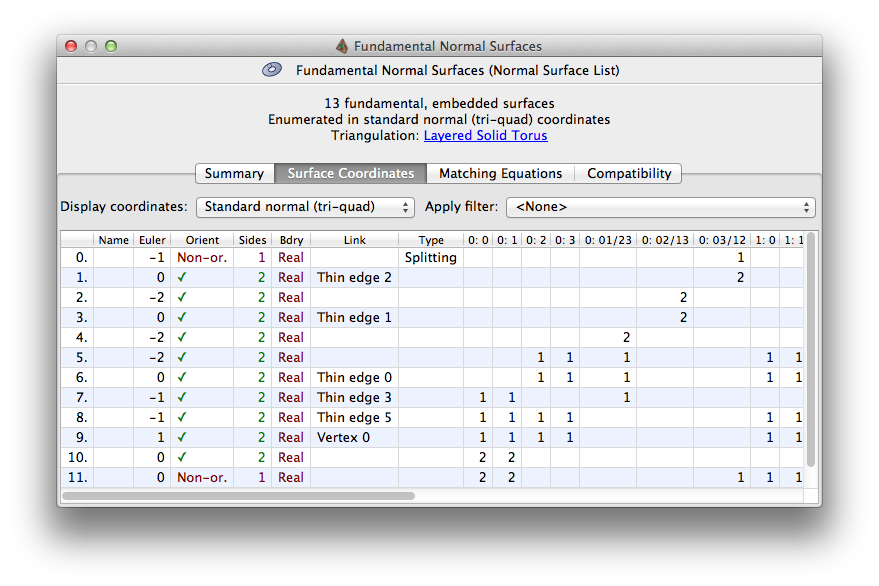 Fundamental Normal Surfaces
Fundamental Normal Surfaces (Normal Surface List)
13 fundamental, embedded surfaces
Enumerated in standard normal (tri-quad) coordinates
Triangulation: Layered Solid Torus
Summary Surface Coordinates Matching Equations Compatibility
Display coordinates: Standard normal (tri-quad) Apply filter: <None>
Name Euler Orient Sides Bdry Link Type 0: 0 0: 1 0: 2 0: 3 0: 01/23 0: 02/13 0: 03/12 1: 0 1: 1
0. -1 Non-or. 1 Real Splitting 1
1. 0 ✓ 2 Real Thin edge 2 2
2. -2 ✓ 2 Real 2
3. 0 ✓ 2 Real Thin edge 1 2
4. -2 ✓ 2 Real 2
5. -2 ✓ 2 Real 1 1 1 1 1
6. 0 ✓ 2 Real Thin edge 0 1 1 1 1 1
7. -1 ✓ 2 Real Thin edge 3 1 1 1
8. -1 ✓ 2 Real Thin edge 5 1 1 1 1 1 1
9. 1 ✓ 2 Real Vertex 0 1 1 1 1 1 1
10. 0 ✓ 2 Real 2 2
11. 0 Non-or. 1 Real 2 2 1 1 1